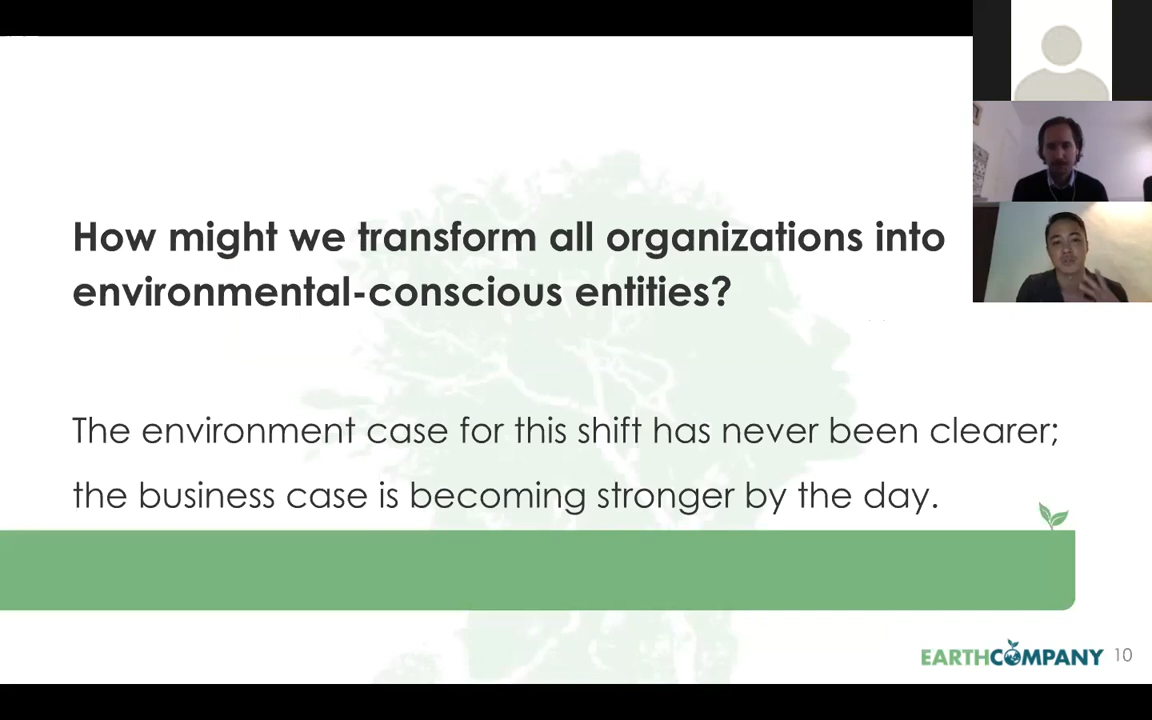 How might we transform all organizations into
environmental-conscious entities?
The environment case for this shift has never been clearer;
the business case is becoming stronger by the day.
EARTHCOMPANY 10